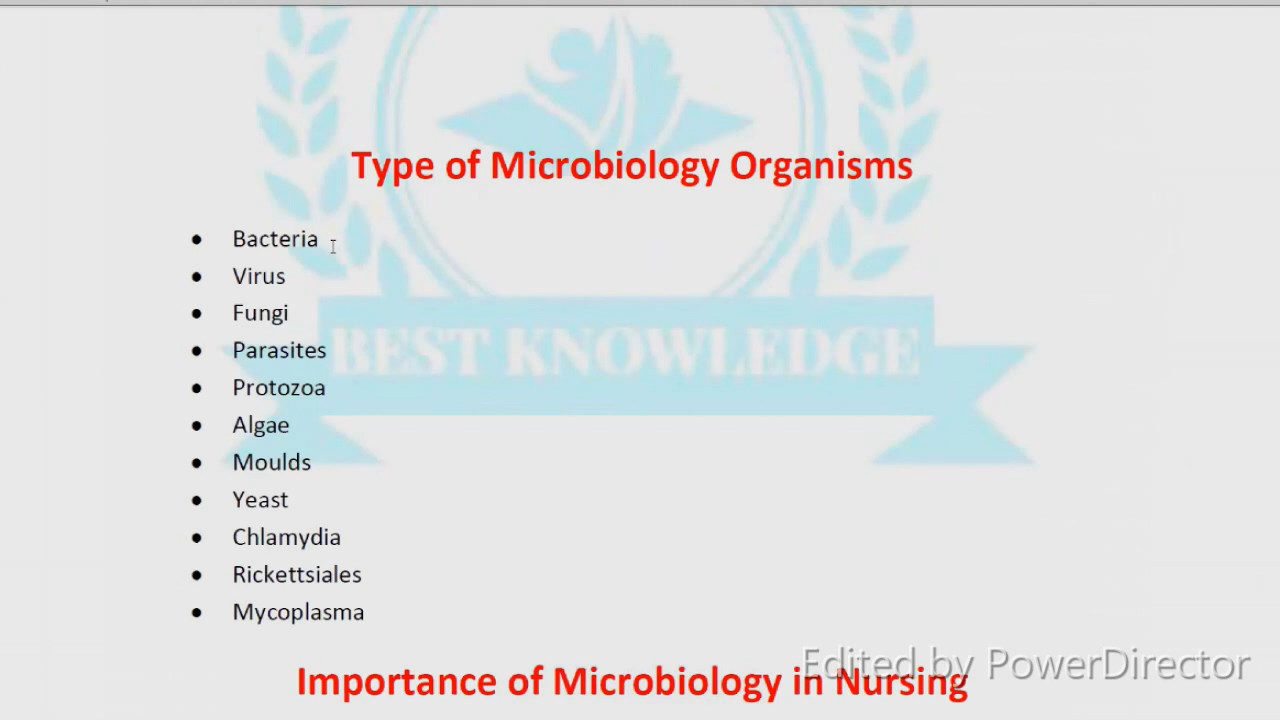 Type of Microbiology Organisms
• Bacteria
• Virus
• Fungi
• Parasites
BEST KNOWLEDGE
• Protozoa
• Algae
• Moulds
• Yeast
• Chlamydia
• Rickettsiales
• Mycoplasma
Edited by PowerDirector
Importance of Microbiology in Nursing